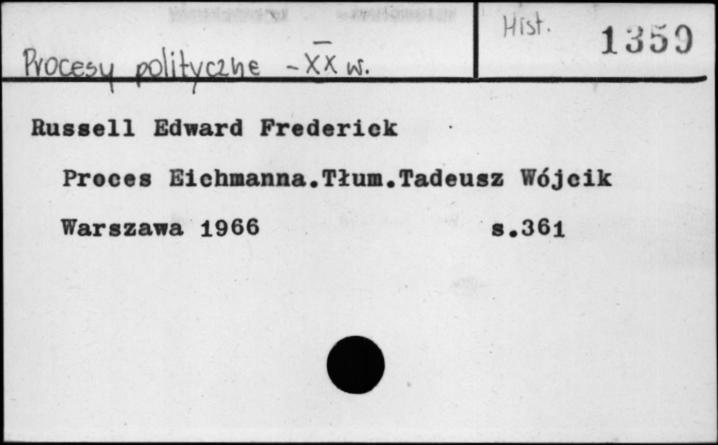 Hist. 1359
Procesy polityczne - XX w.
Russell Edward Frederick
Proces Eichmanna.Tłum.Tadeusz Wójcik
Warszawa 1966 s.361